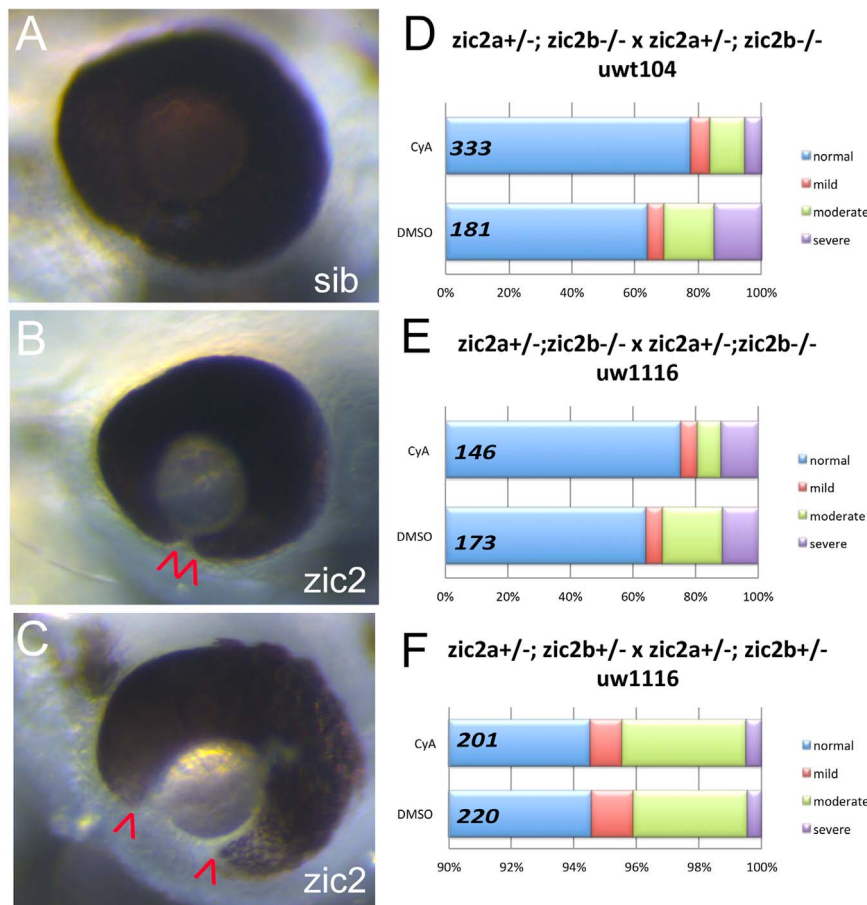 A
sib
B
zic2
C
zic2
D
zic2a+/-; zic2b-/- x zic2a+/-; zic2b-/-
uwt104
CyA
333
DMSO
181
0% 20% 40% 60% 80% 100%
normal
mild
moderate
severe
E
zic2a+/-;zic2b-/- x zic2a+/-;zic2b-/-
uw1116
CyA
146
DMSO
173
0% 20% 40% 60% 80% 100%
normal
mild
moderate
severe
F
zic2a+/-; zic2b+/- x zic2a+/-; zic2b+/-
uw1116
CyA
201
DMSO
220
90% 92% 94% 96% 98% 100%
normal
mild
moderate
severe